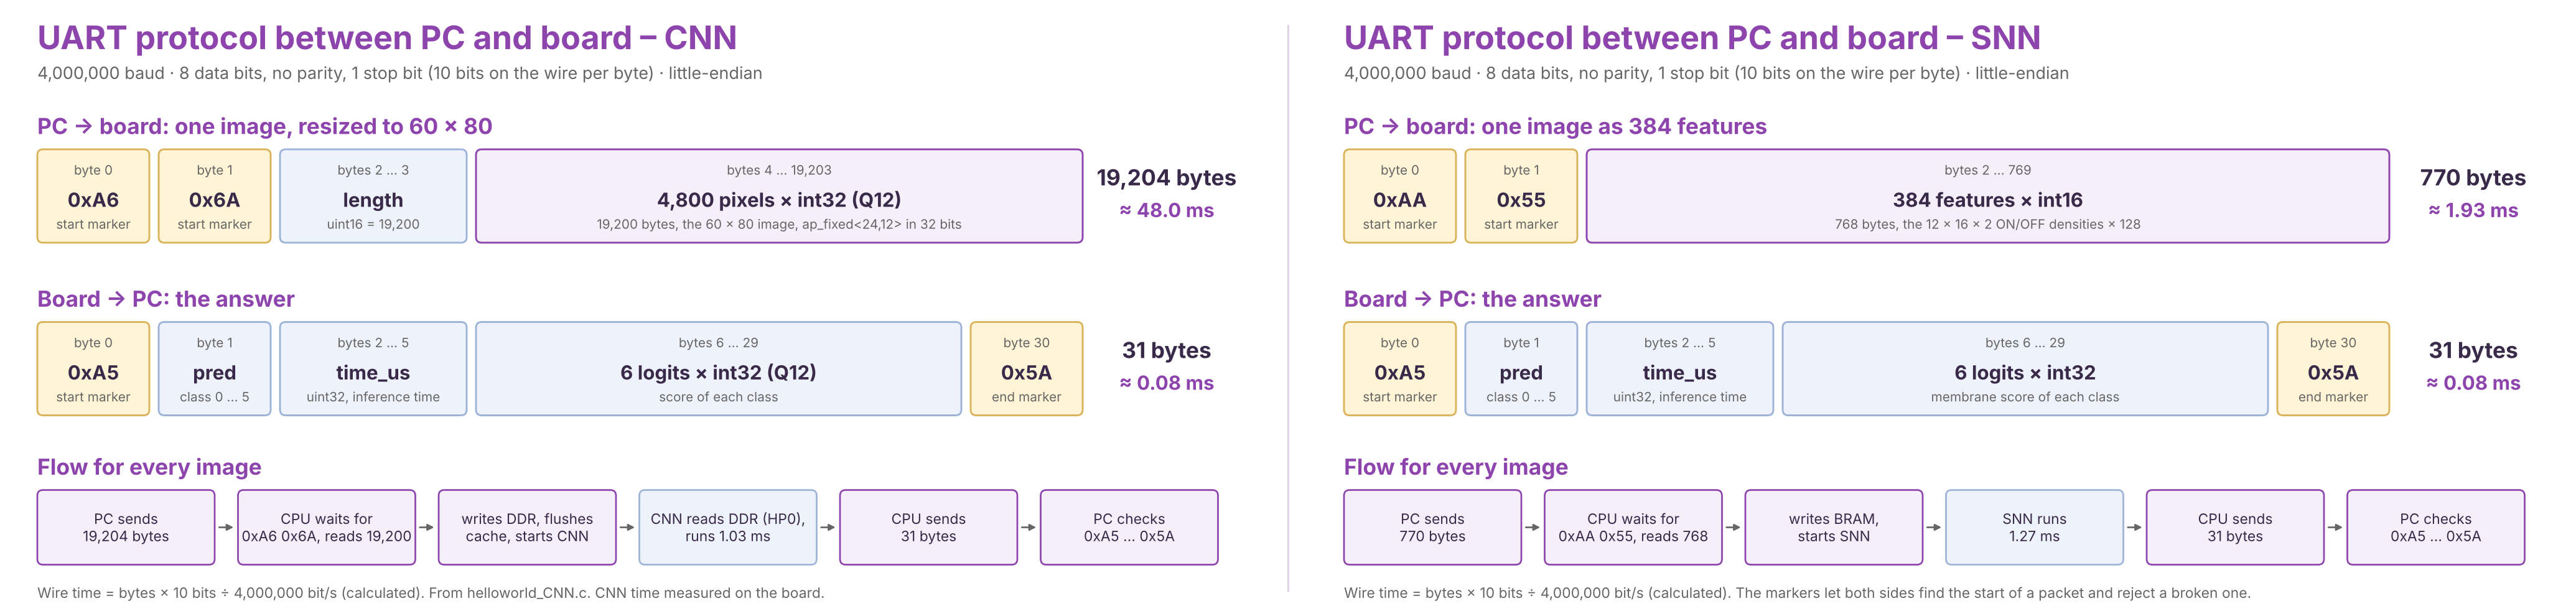 UART protocol between PC and board – CNN
4,000,000 baud · 8 data bits, no parity, 1 stop bit (10 bits on the wire per byte) · little-endian
PC → board: one image, resized to 60 × 80
byte 0
0xA6
start marker
byte 1
0x6A
start marker
bytes 2 ... 3
length
uint16 = 19,200
bytes 4 ... 19,203
4,800 pixels × int32 (Q12)
19,200 bytes, the 60 × 80 image, ap_fixed<24,12> in 32 bits
19,204 bytes
≈ 48.0 ms
Board → PC: the answer
byte 0
0xA5
start marker
byte 1
pred
class 0 ... 5
bytes 2 ... 5
time_us
uint32, inference time
bytes 6 ... 29
6 logits × int32 (Q12)
score of each class
byte 30
0x5A
end marker
31 bytes
≈ 0.08 ms
Flow for every image
PC sends
19,204 bytes
CPU waits for
0xA6 0x6A, reads 19,200
writes DDR, flushes
cache, starts CNN
CNN reads DDR (HP0),
runs 1.03 ms
CPU sends
31 bytes
PC checks
0xA5 ... 0x5A
Wire time = bytes × 10 bits ÷ 4,000,000 bit/s (calculated). From helloworld_CNN.c. CNN time measured on the board.
UART protocol between PC and board – SNN
4,000,000 baud · 8 data bits, no parity, 1 stop bit (10 bits on the wire per byte) · little-endian
PC → board: one image as 384 features
byte 0
0xAA
start marker
byte 1
0x55
start marker
bytes 2 ... 769
384 features × int16
768 bytes, the 12 × 16 × 2 ON/OFF densities × 128
770 bytes
≈ 1.93 ms
Board → PC: the answer
byte 0
0xA5
start marker
byte 1
pred
class 0 ... 5
bytes 2 ... 5
time_us
uint32, inference time
bytes 6 ... 29
6 logits × int32
membrane score of each class
byte 30
0x5A
end marker
31 bytes
≈ 0.08 ms
Flow for every image
PC sends
770 bytes
CPU waits for
0xAA 0x55, reads 768
writes BRAM,
starts SNN
SNN runs
1.27 ms
CPU sends
31 bytes
PC checks
0xA5 ... 0x5A
Wire time = bytes × 10 bits ÷ 4,000,000 bit/s (calculated). The markers let both sides find the start of a packet and reject a broken one.